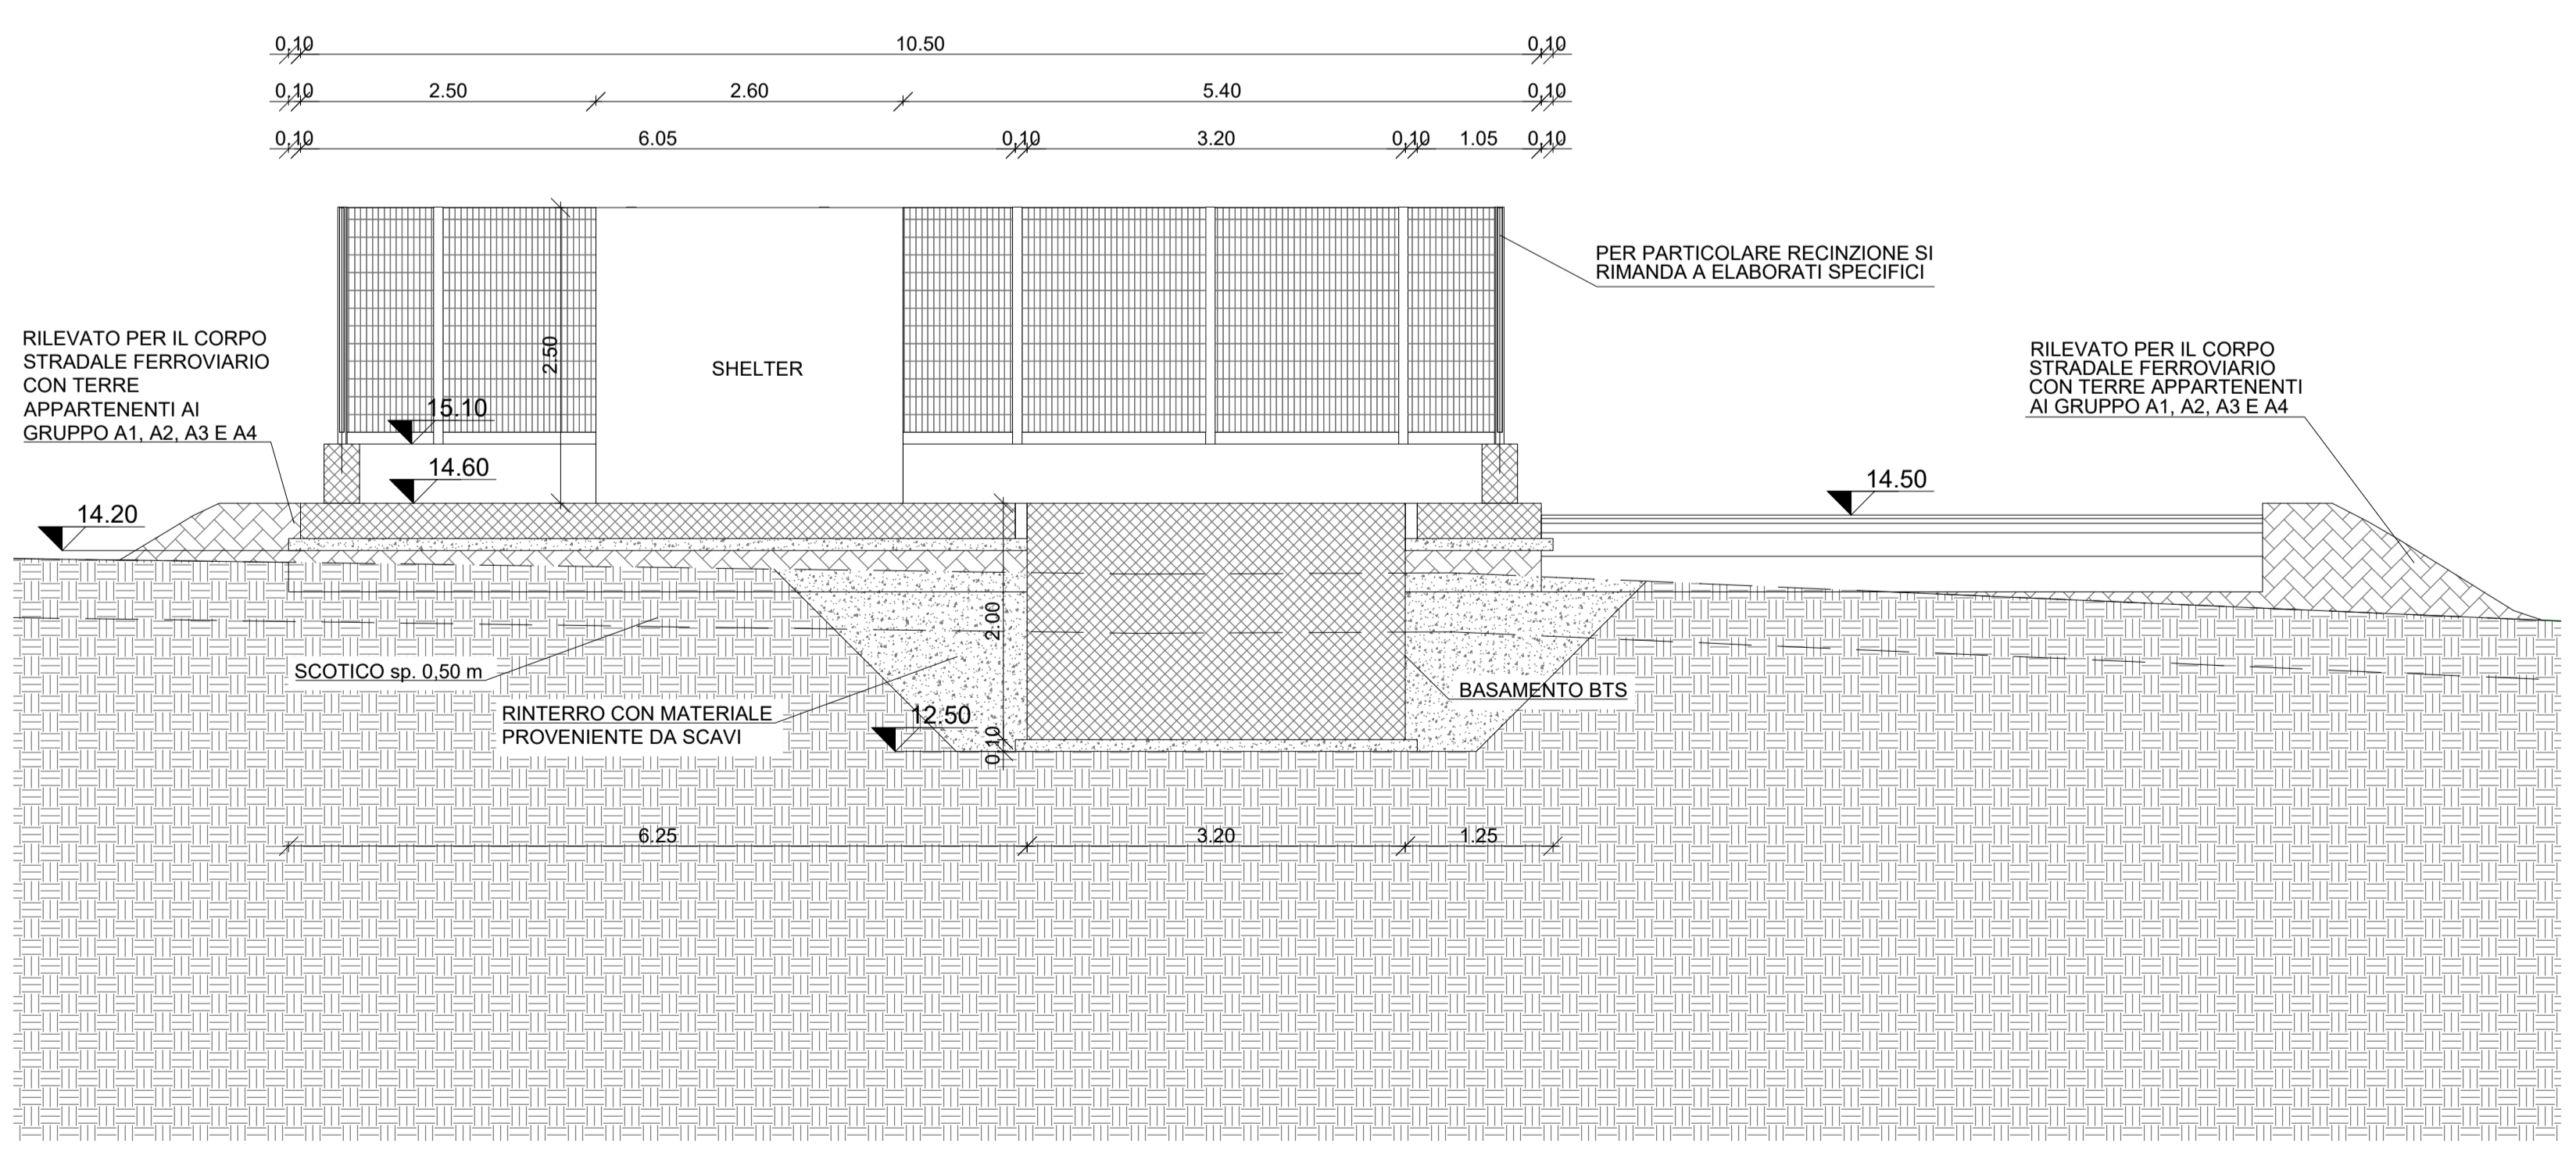 0.10 10.50 0.10
0.10 2.50 2.60 5.40 0.10
0.10 6.05 0.10 3.20 0.10 1.05 0.10
PER PARTICOLARE RECINZIONE SI
RIMANDA A ELABORATI SPECIFICI
RILEVATO PER IL CORPO
STRADALE FERROVIARIO
CON TERRE
APPARTENENTI AI
GRUPPO A1, A2, A3 E A4
2.50
SHELTER
RILEVATO PER IL CORPO
STRADALE FERROVIARIO
CON TERRE APPARTENENTI
AI GRUPPO A1, A2, A3 E A4
15.10
14.60
14.50
14.20
2.00
SCOTICO sp. 0,50 m
BASAMENTO BTS
RINTERRO CON MATERIALE
PROVENIENTE DA SCAVI
12.50
0.10
6.25 3.20 1.25